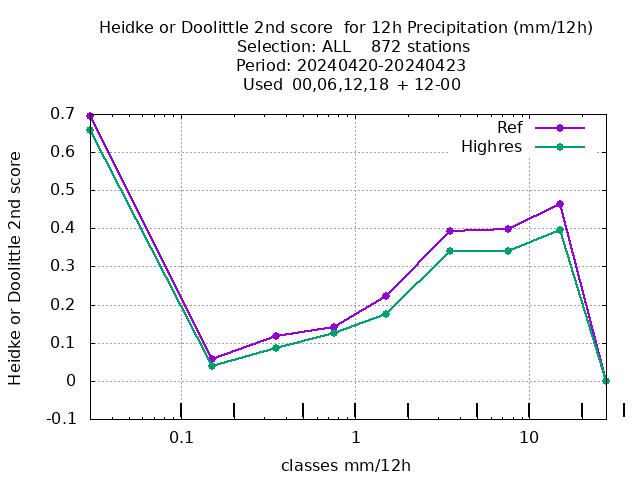 Heidke or Doolittle 2nd score  for 12h Precipitation (mm/12h)
Selection: ALL    872 stations
Period: 20240420-20240423
Used  00,06,12,18  + 12-00
Ref
Highres
0.7
0.6
0.5
0.4
0.3
0.2
0.1
0
-0.1
Heidke or Doolittle 2nd score
0.1
1
10
classes mm/12h